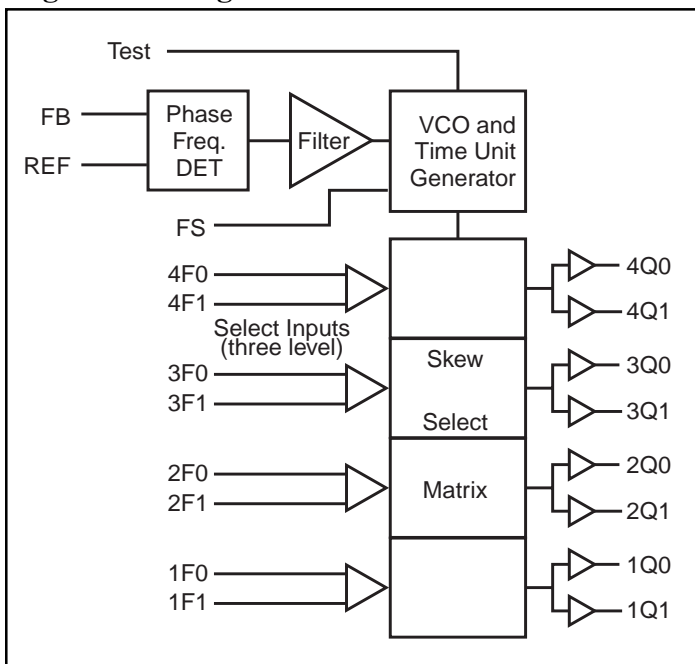 Test
FB
REF
Phase
Freq.
DET
Filter
VCO and
Time Unit
Generator
FS
4F0
4F1
Select Inputs
(three level)
3F0
3F1
2F0
2F1
1F0
1F1
Skew
Select
Matrix
4Q0
4Q1
3Q0
3Q1
2Q0
2Q1
1Q0
1Q1